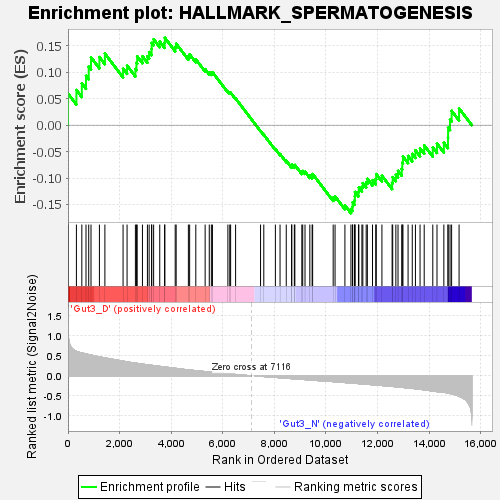 Enrichment plot: HALLMARK_SPERMATOGENESIS
Enrichment score (ES)
0.15
0.10
0.05
0.00
-0.05
-0.10
-0.15
'Gut3_D' (positively correlated)
Ranked list metric (Signal2Noise)
1.5
1.0
0.5
0.0
-0.5
-1.0
Zero cross at 7116
'Gut3_N' (negatively correlated)
0 2,000 4,000 6,000 8,000 10,000 12,000 14,000 16,000
Rank in Ordered Dataset
Enrichment profile Hits Ranking metric scores